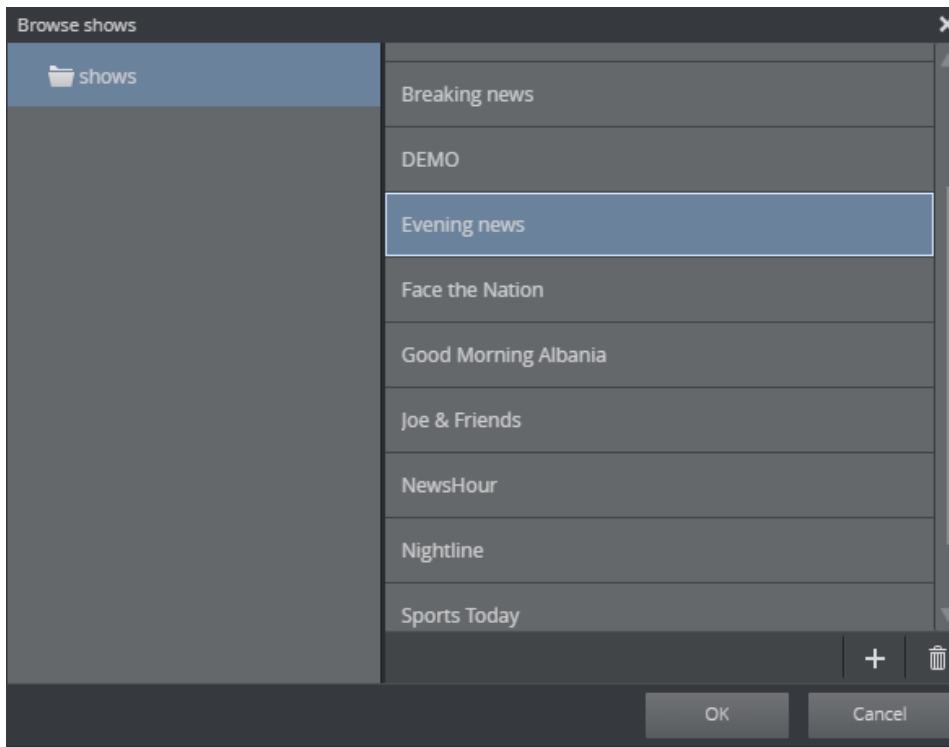 Browse shows
shows
Breaking news
DEMO
Evening news
Face the Nation
Good Morning Albania
Joe & Friends
NewsHour
Nightline
Sports Today
OK
Cancel